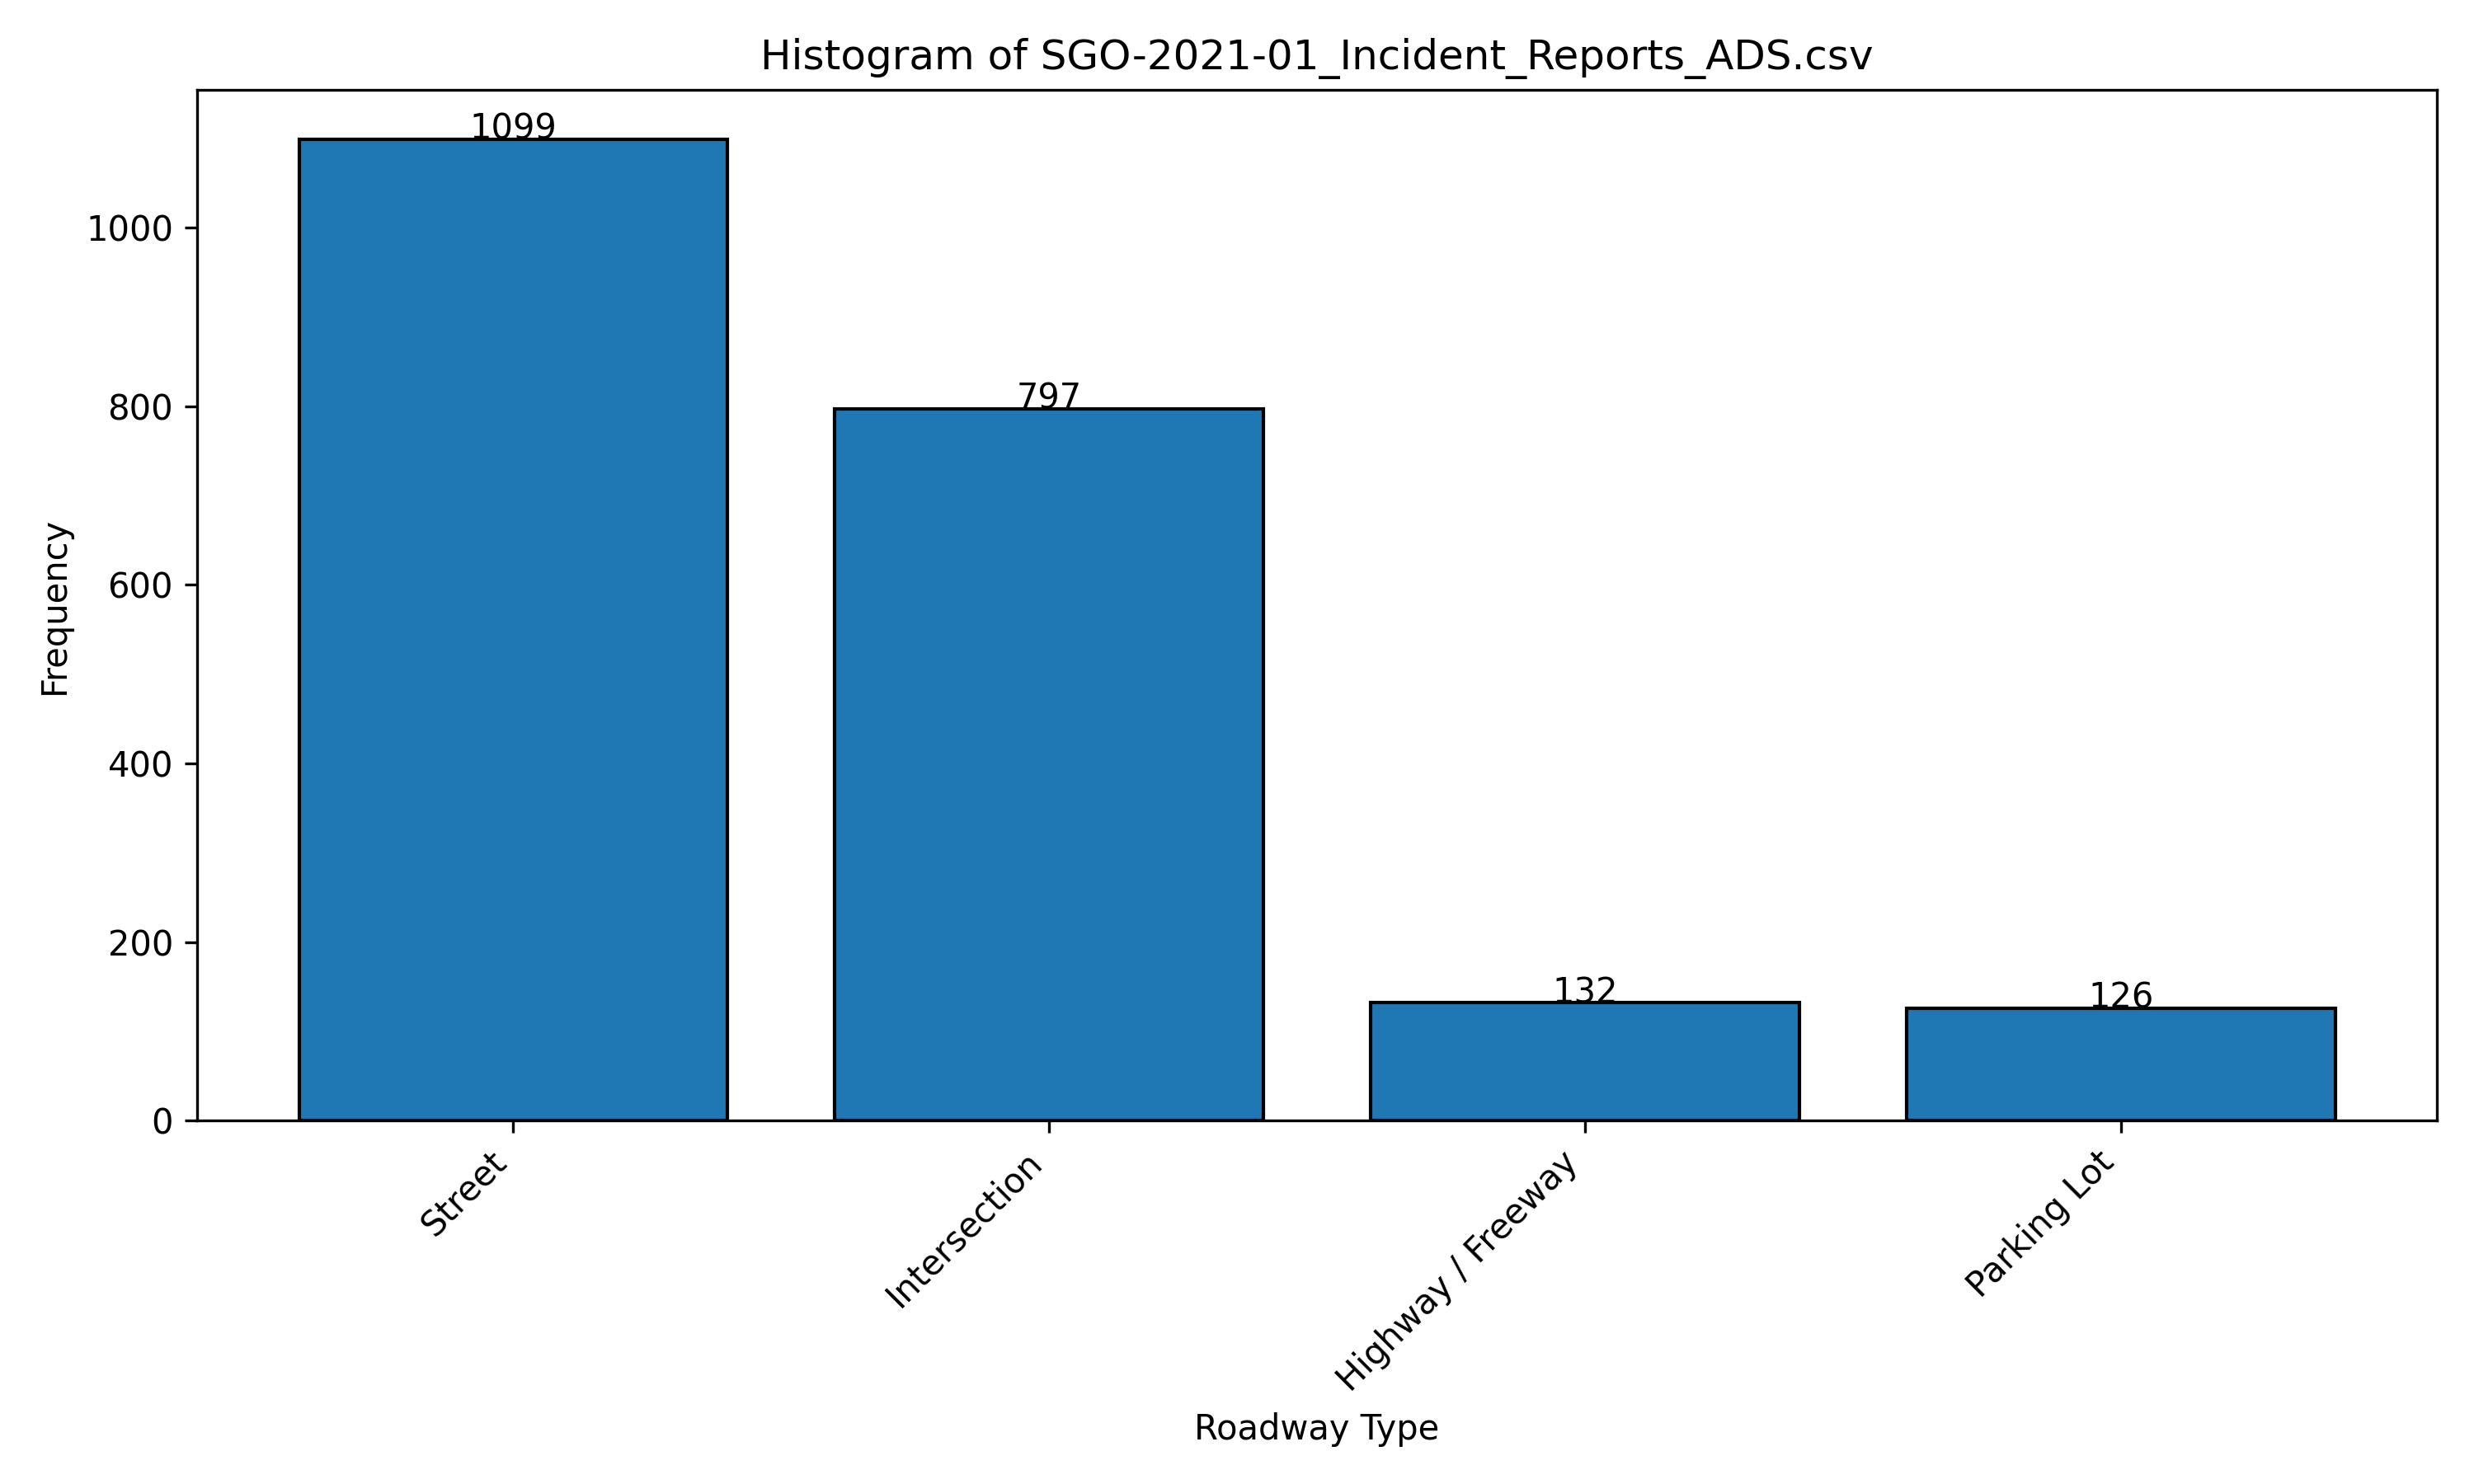 Histogram of SGO-2021-01_Incident_Reports_ADS.csv
1099
1000
797
800
Frequency
600
400
200
132
126
0
Street
Intersection
Highway / Freeway
Parking Lot
Roadway Type